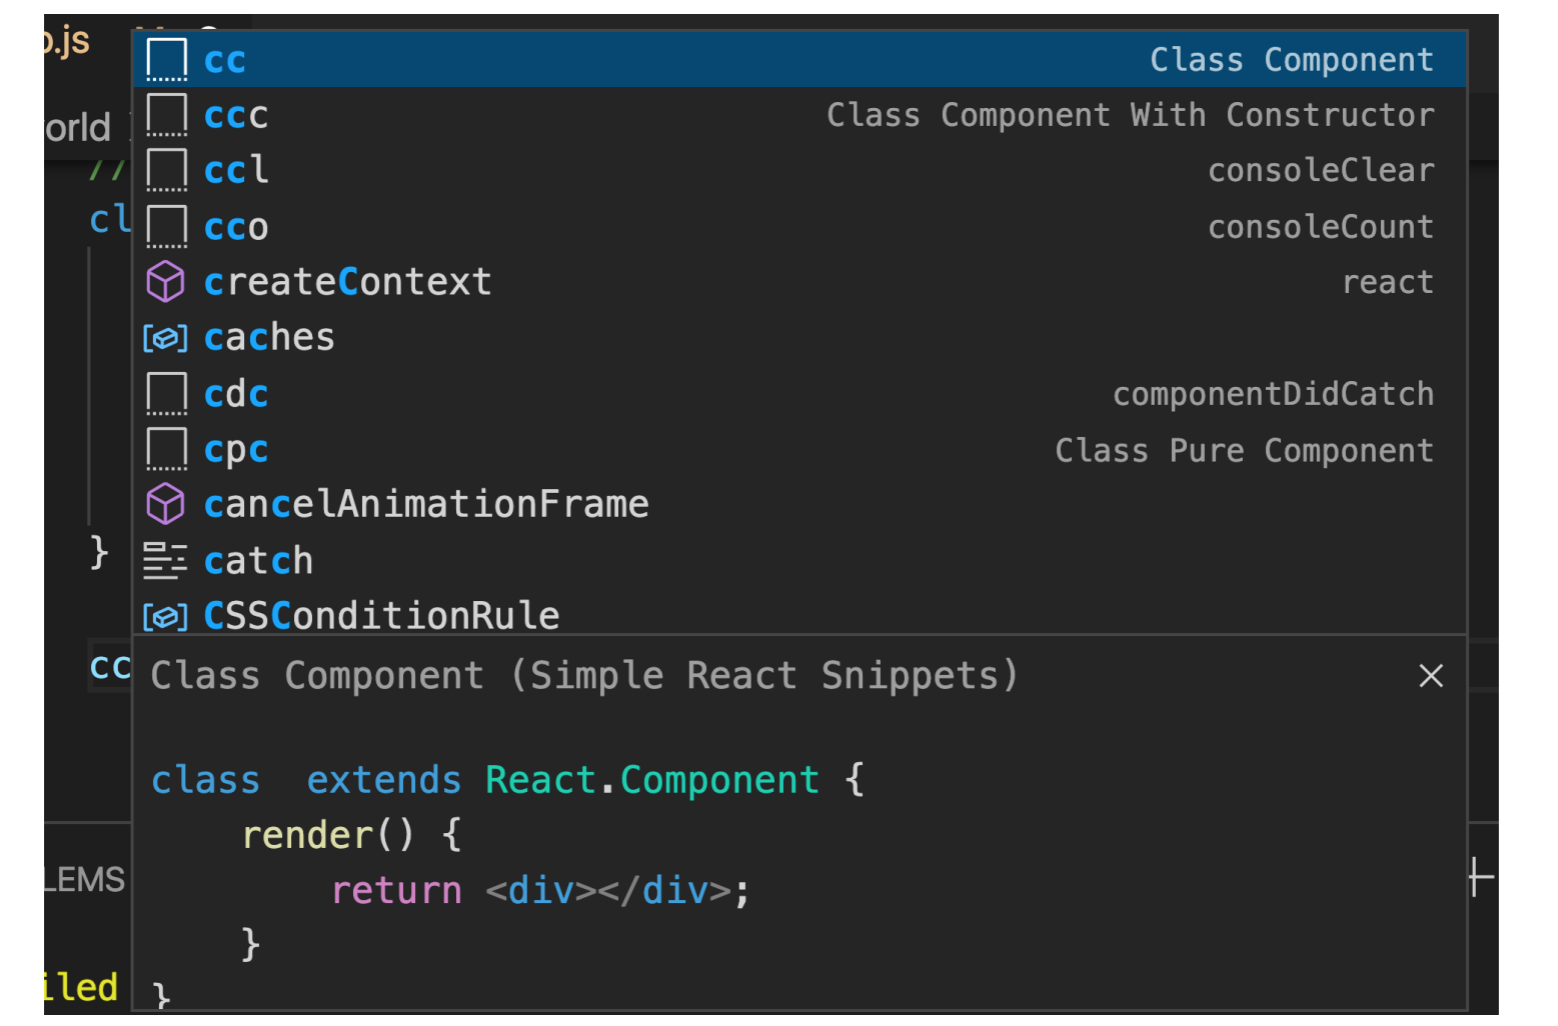 .js
cc Class Component
orld
ccc Class Component With Constructor
//
ccl consoleClear
cl
cco consoleCount
createContext react
caches
cdc componentDidCatch
cpc Class Pure Component
cancelAnimationFrame
}
catch
CSSConditionRule
cc
Class Component (Simple React Snippets)
class  extends React.Component {
render() {
return <div></div>;
LEMS
}
iled
}